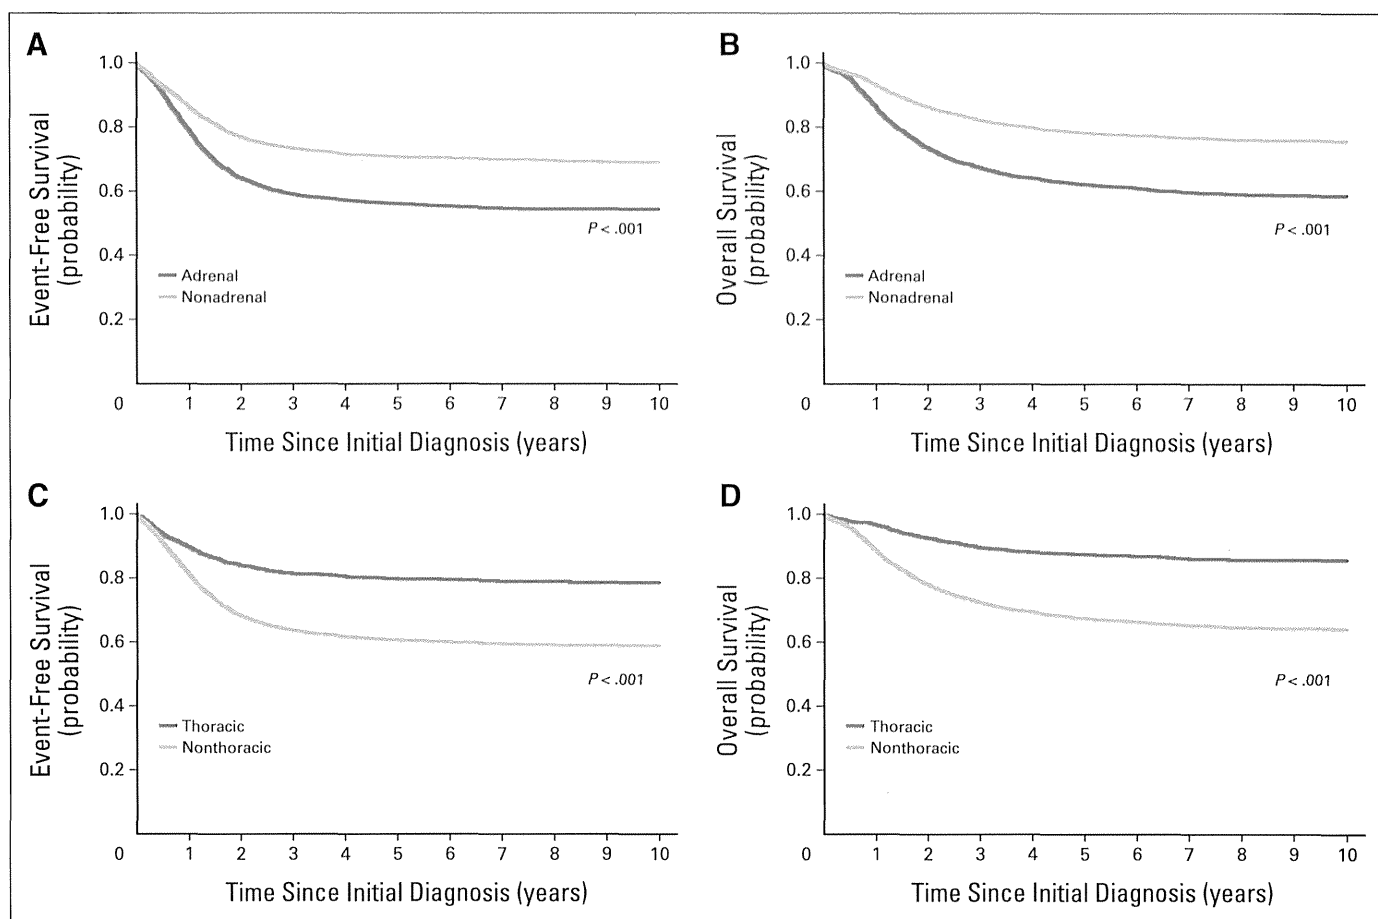 A
Event-Free Survival
(probability)
1.0
0.8
0.6
0.4
0.2
P < .001
Adrenal
Nonadrenal
0 1 2 3 4 5 6 7 8 9 10
Time Since Initial Diagnosis (years)
B
Overall Survival
(probability)
1.0
0.8
0.6
0.4
0.2
P < .001
Adrenal
Nonadrenal
0 1 2 3 4 5 6 7 8 9 10
Time Since Initial Diagnosis (years)
C
Event-Free Survival
(probability)
1.0
0.8
0.6
0.4
0.2
P < .001
Thoracic
Nonthoracic
0 1 2 3 4 5 6 7 8 9 10
Time Since Initial Diagnosis (years)
D
Overall Survival
(probability)
1.0
0.8
0.6
0.4
0.2
P < .001
Thoracic
Nonthoracic
0 1 2 3 4 5 6 7 8 9 10
Time Since Initial Diagnosis (years)